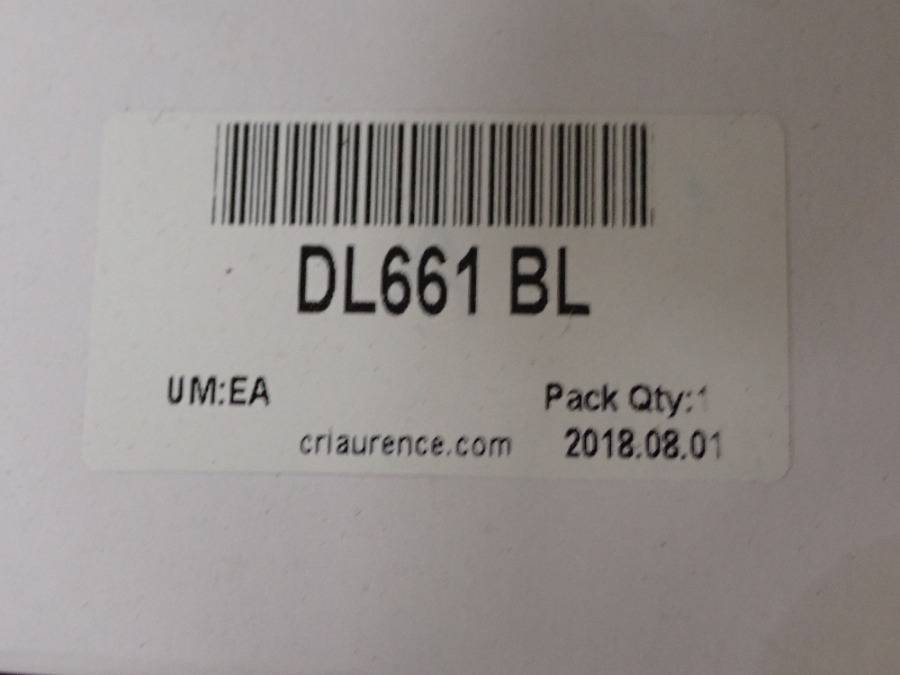 DL661 BL
UM:EA
Pack Qty:1
crlaurence.com
2018.08.01